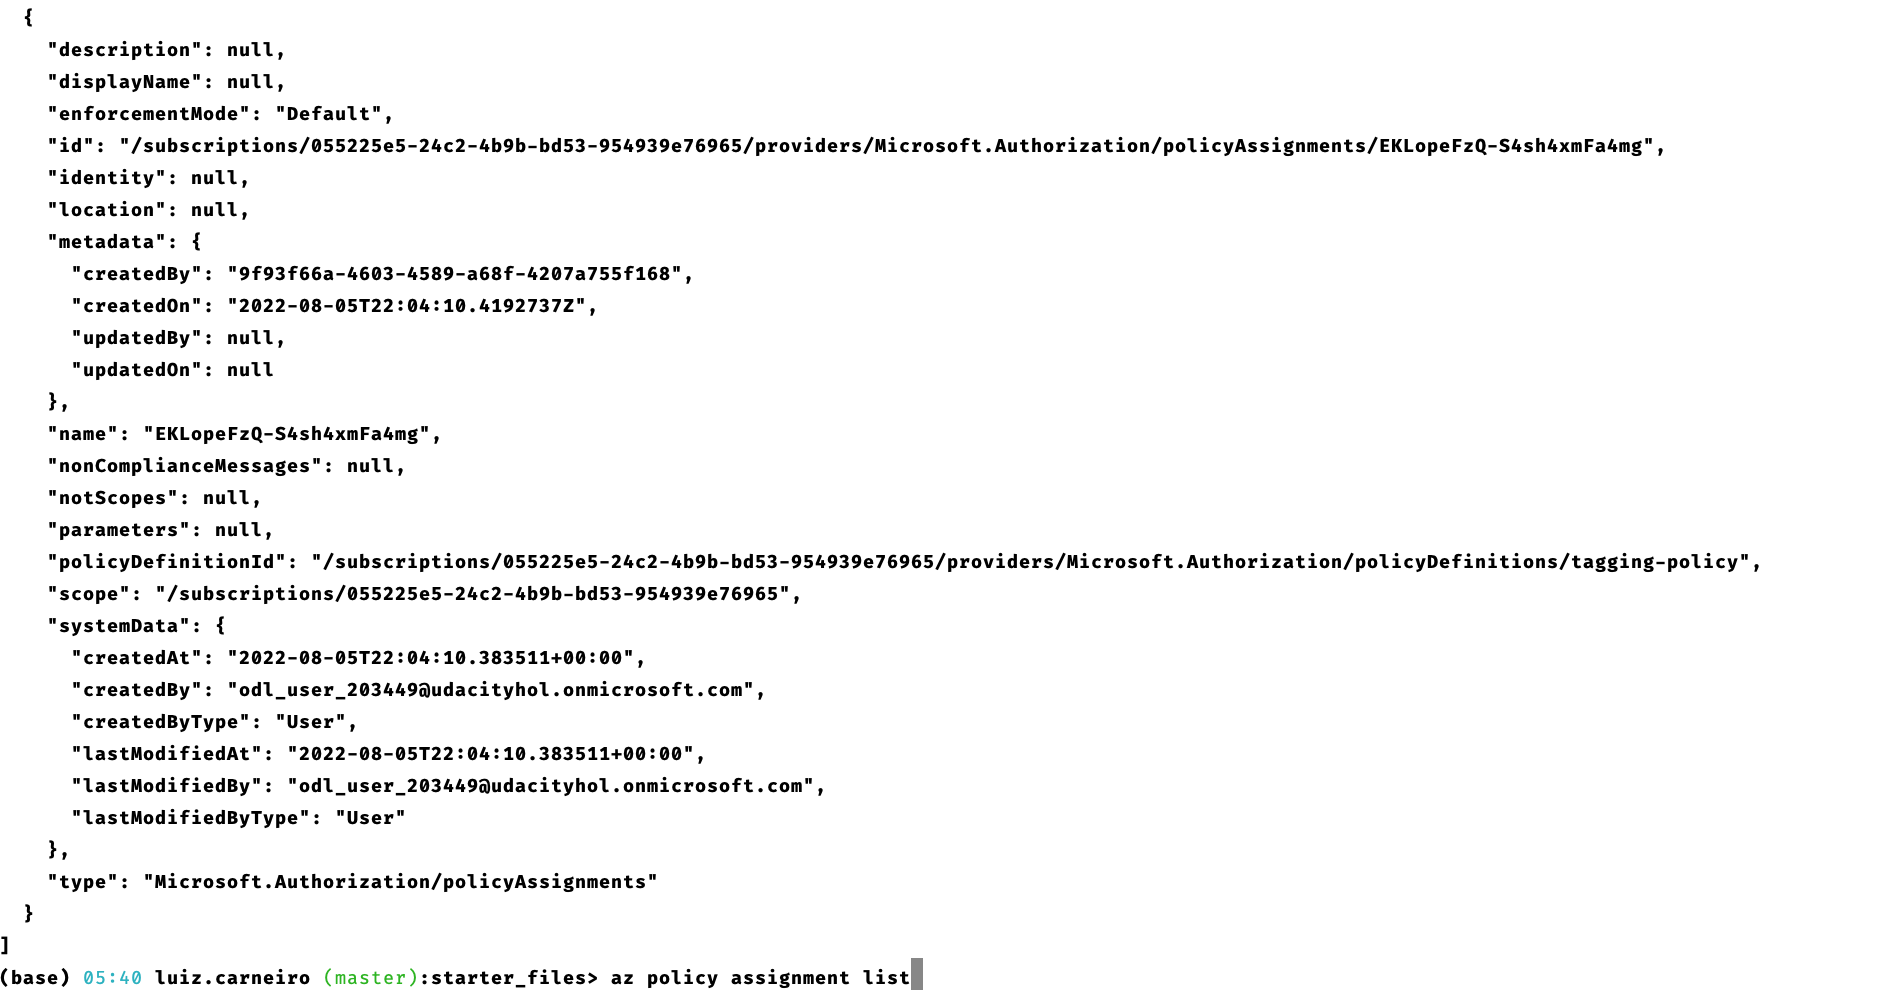 {
"description": null,
"displayName": null,
"enforcementMode": "Default",
"id": "/subscriptions/055225e5-24c2-4b9b-bd53-954939e76965/providers/Microsoft.Authorization/policyAssignments/EKLopeFzQ-S4sh4xmFa4mg",
"identity": null,
"location": null,
"metadata": {
"createdBy": "9f93f66a-4603-4589-a68f-4207a755f168",
"createdOn": "2022-08-05T22:04:10.4192737Z",
"updatedBy": null,
"updatedOn": null
},
"name": "EKLopeFzQ-S4sh4xmFa4mg",
"nonComplianceMessages": null,
"notScopes": null,
"parameters": null,
"policyDefinitionId": "/subscriptions/055225e5-24c2-4b9b-bd53-954939e76965/providers/Microsoft.Authorization/policyDefinitions/tagging-policy",
"scope": "/subscriptions/055225e5-24c2-4b9b-bd53-954939e76965",
"systemData": {
"createdAt": "2022-08-05T22:04:10.383511+00:00",
"createdBy": "odl_user_203449@udacityhol.onmicrosoft.com",
"createdByType": "User",
"lastModifiedAt": "2022-08-05T22:04:10.383511+00:00",
"lastModifiedBy": "odl_user_203449@udacityhol.onmicrosoft.com",
"lastModifiedByType": "User"
},
"type": "Microsoft.Authorization/policyAssignments"
}
]
(base) 05:40 luiz.carneiro (master):starter_files> az policy assignment list